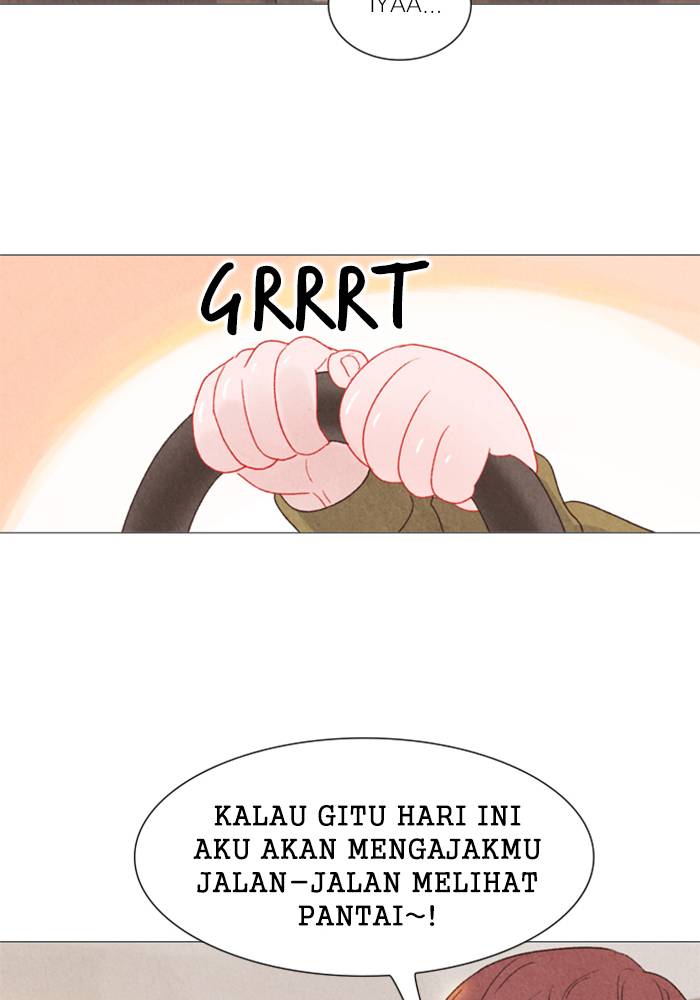 IYAA...
GRRRT
KALAU GITU HARI INI
AKU AKAN MENGAJAKMU
JALAN-JALAN MELIHAT
PANTAI~!